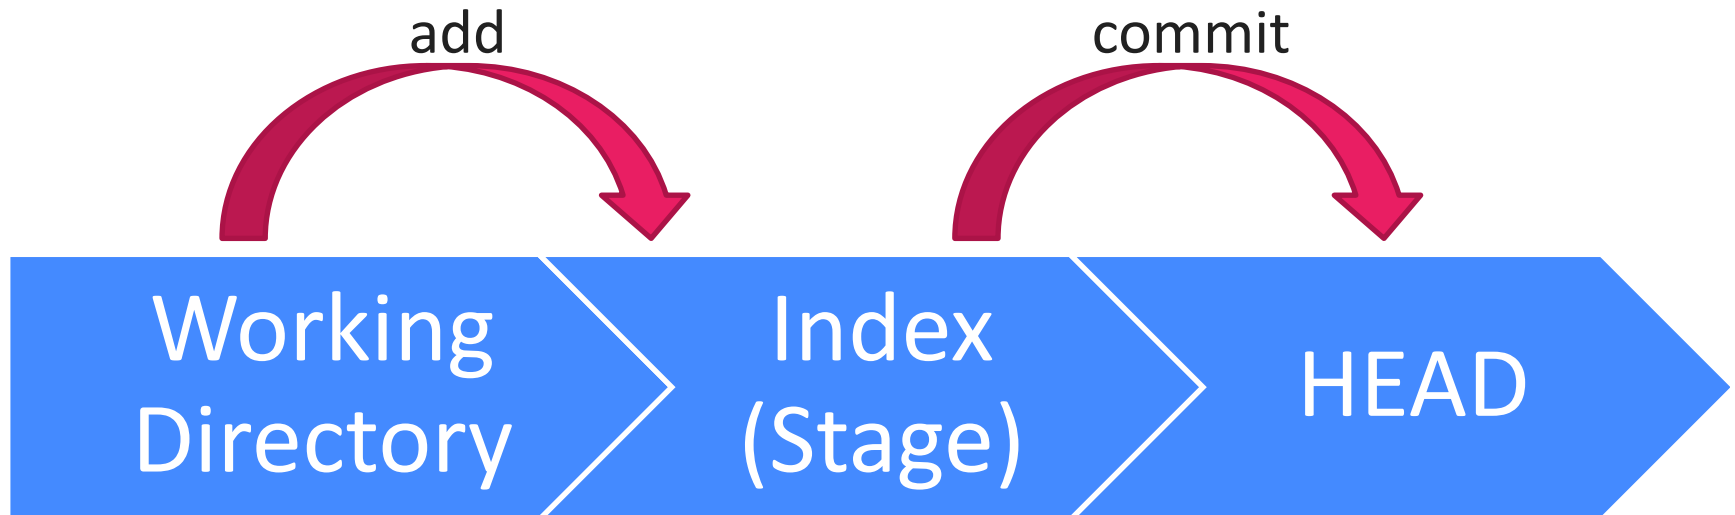 add
commit
Working
Directory
Index
(Stage)
HEAD